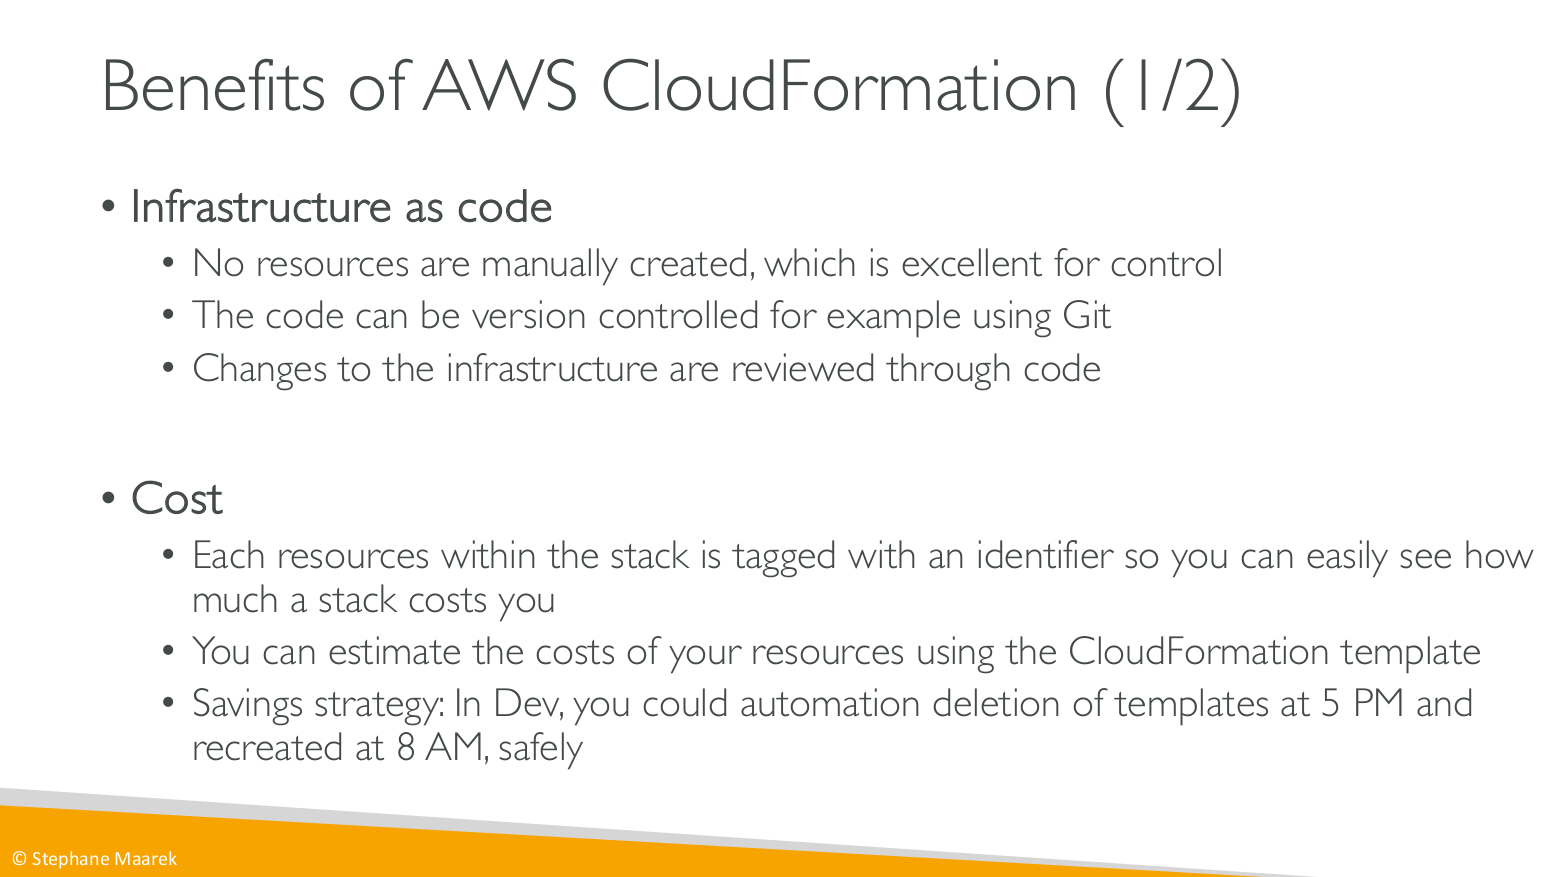 Benefits of AWS CloudFormation (1/2)
• Infrastructure as code
• No resources are manually created, which is excellent for control
• The code can be version controlled for example using Git
• Changes to the infrastructure are reviewed through code
• Cost
• Each resources within the stack is tagged with an identifier so you can easily see how
much a stack costs you
• You can estimate the costs of your resources using the CloudFormation template
• Savings strategy: In Dev, you could automation deletion of templates at 5 PM and
recreated at 8 AM, safely
© Stephane Maarek